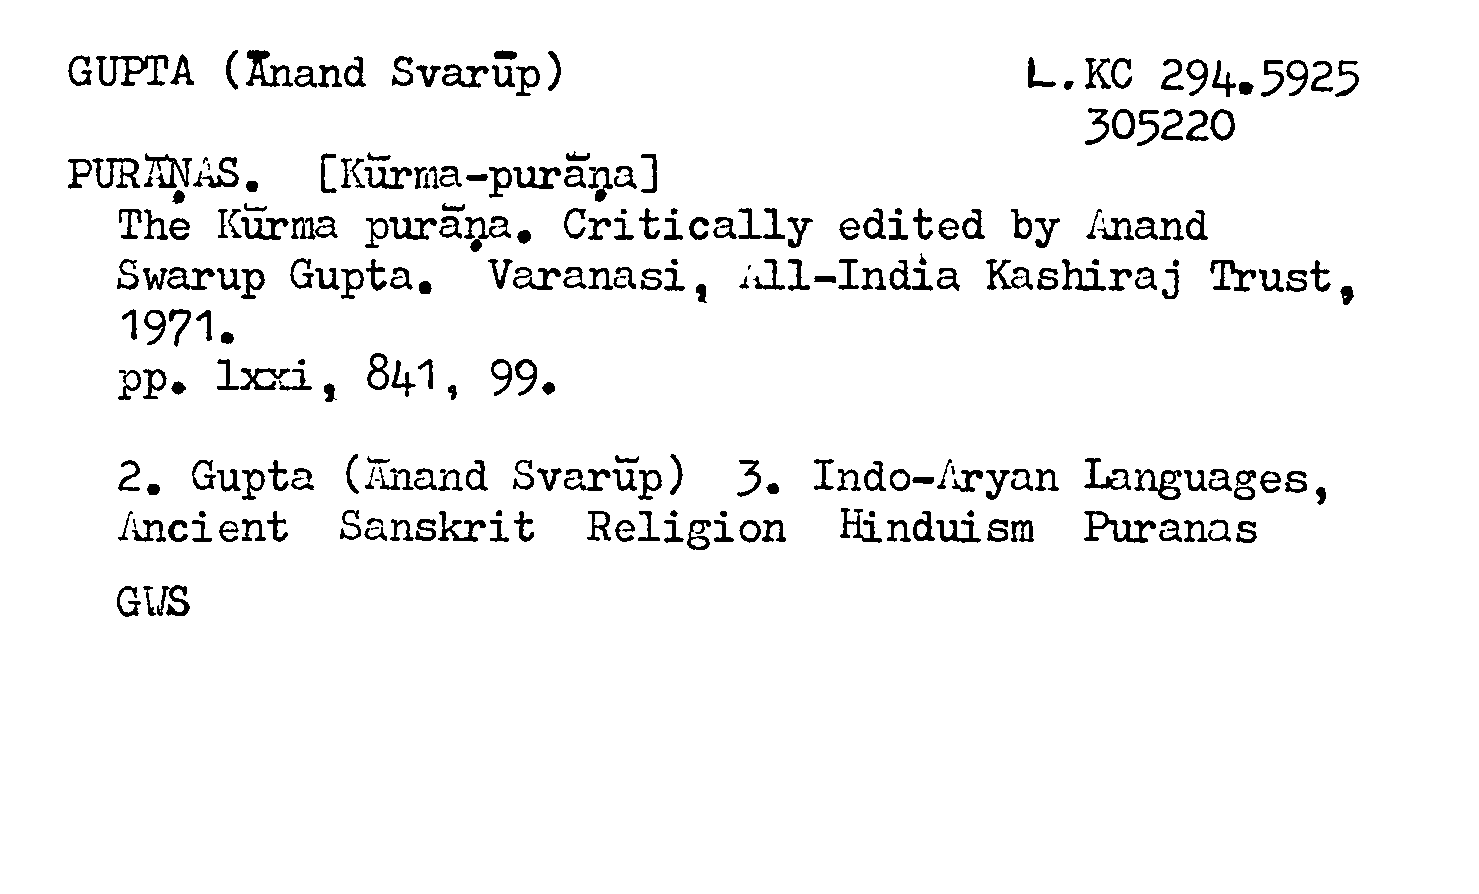 GUPTA (Ānand Svarūp) L.KC 294.5925
305220
PURĀṆAS. [Kūrma-purāṇa]
The Kūrma purāṇa. Critically edited by Anand
Swarup Gupta. Varanasi, All-India Kashiraj Trust,
1971.
pp. lxxi, 841, 99.
2. Gupta (Ānand Svarūp) 3. Indo-Aryan Languages,
Ancient Sanskrit Religion Hinduism Puranas
GWS